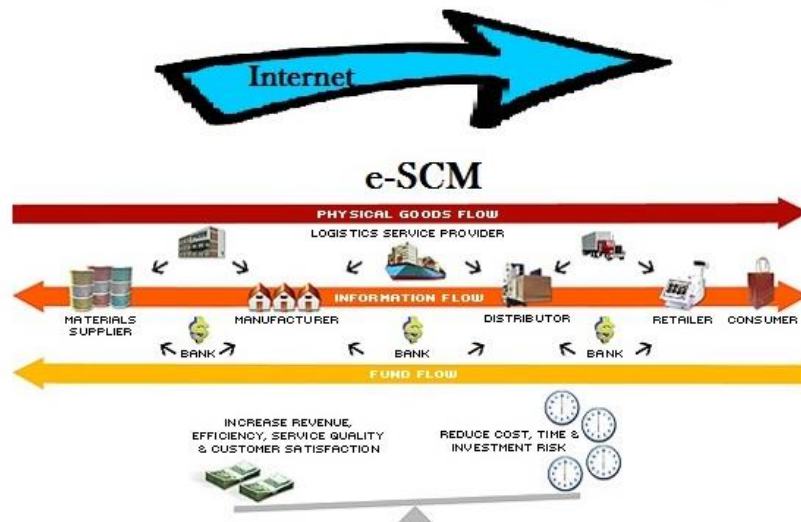 Internet
e-SCM
PHYSICAL GOODS FLOW
LOGISTICS SERVICE PROVIDER
INFORMATION FLOW
MATERIALS
SUPPLIER
MANUFACTURER
DISTRIBUTOR
RETAILER
CONSUMER
BANK
BANK
BANK
FUND FLOW
INCREASE REVENUE,
EFFICIENCY, SERVICE QUALITY
& CUSTOMER SATISFACTION
REDUCE COST, TIME &
INVESTMENT RISK